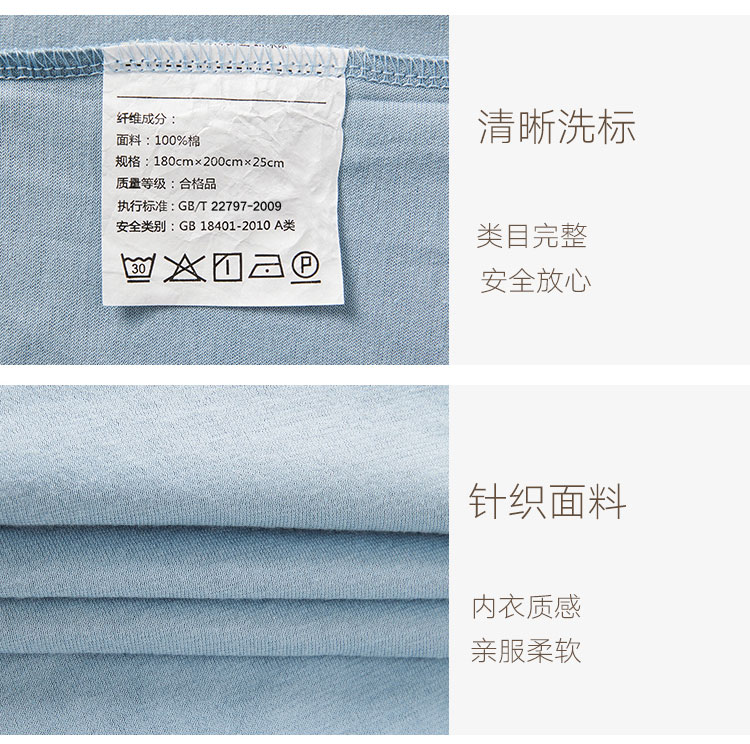 纤维成分：
面料：100%棉
规格：180cm×200cm×25cm
质量等级：合格品
执行标准：GB/T 22797-2009
安全类别：GB 18401-2010 A类
30
P
清晰洗标
类目完整
安全放心
针织面料
内衣质感
亲服柔软